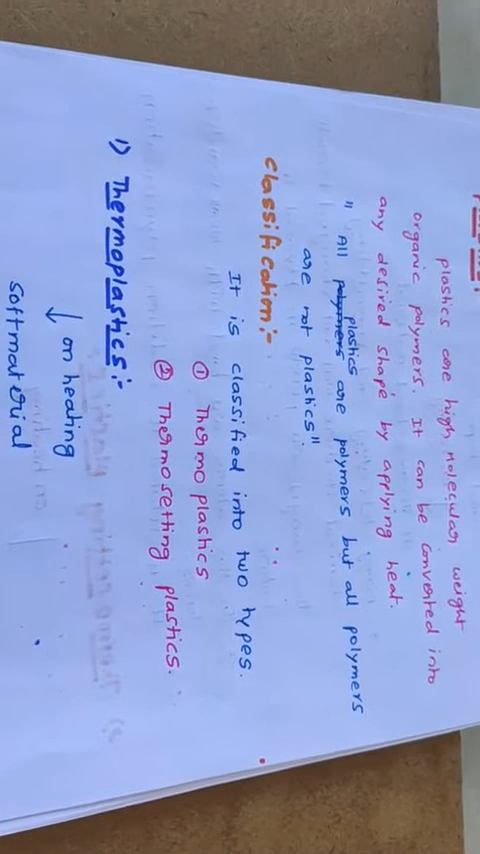 plastics are high molecular weight
organic polymers. It can be converted into
any desired shape by applying heat.
" All plastics are polymers but all polymers
are not plastics".
classification:-
It is classified into two types.
① Thermo plastics
② Thermosetting plastics.
1) Thermoplastics:-
↓ on heating
Softmaterial